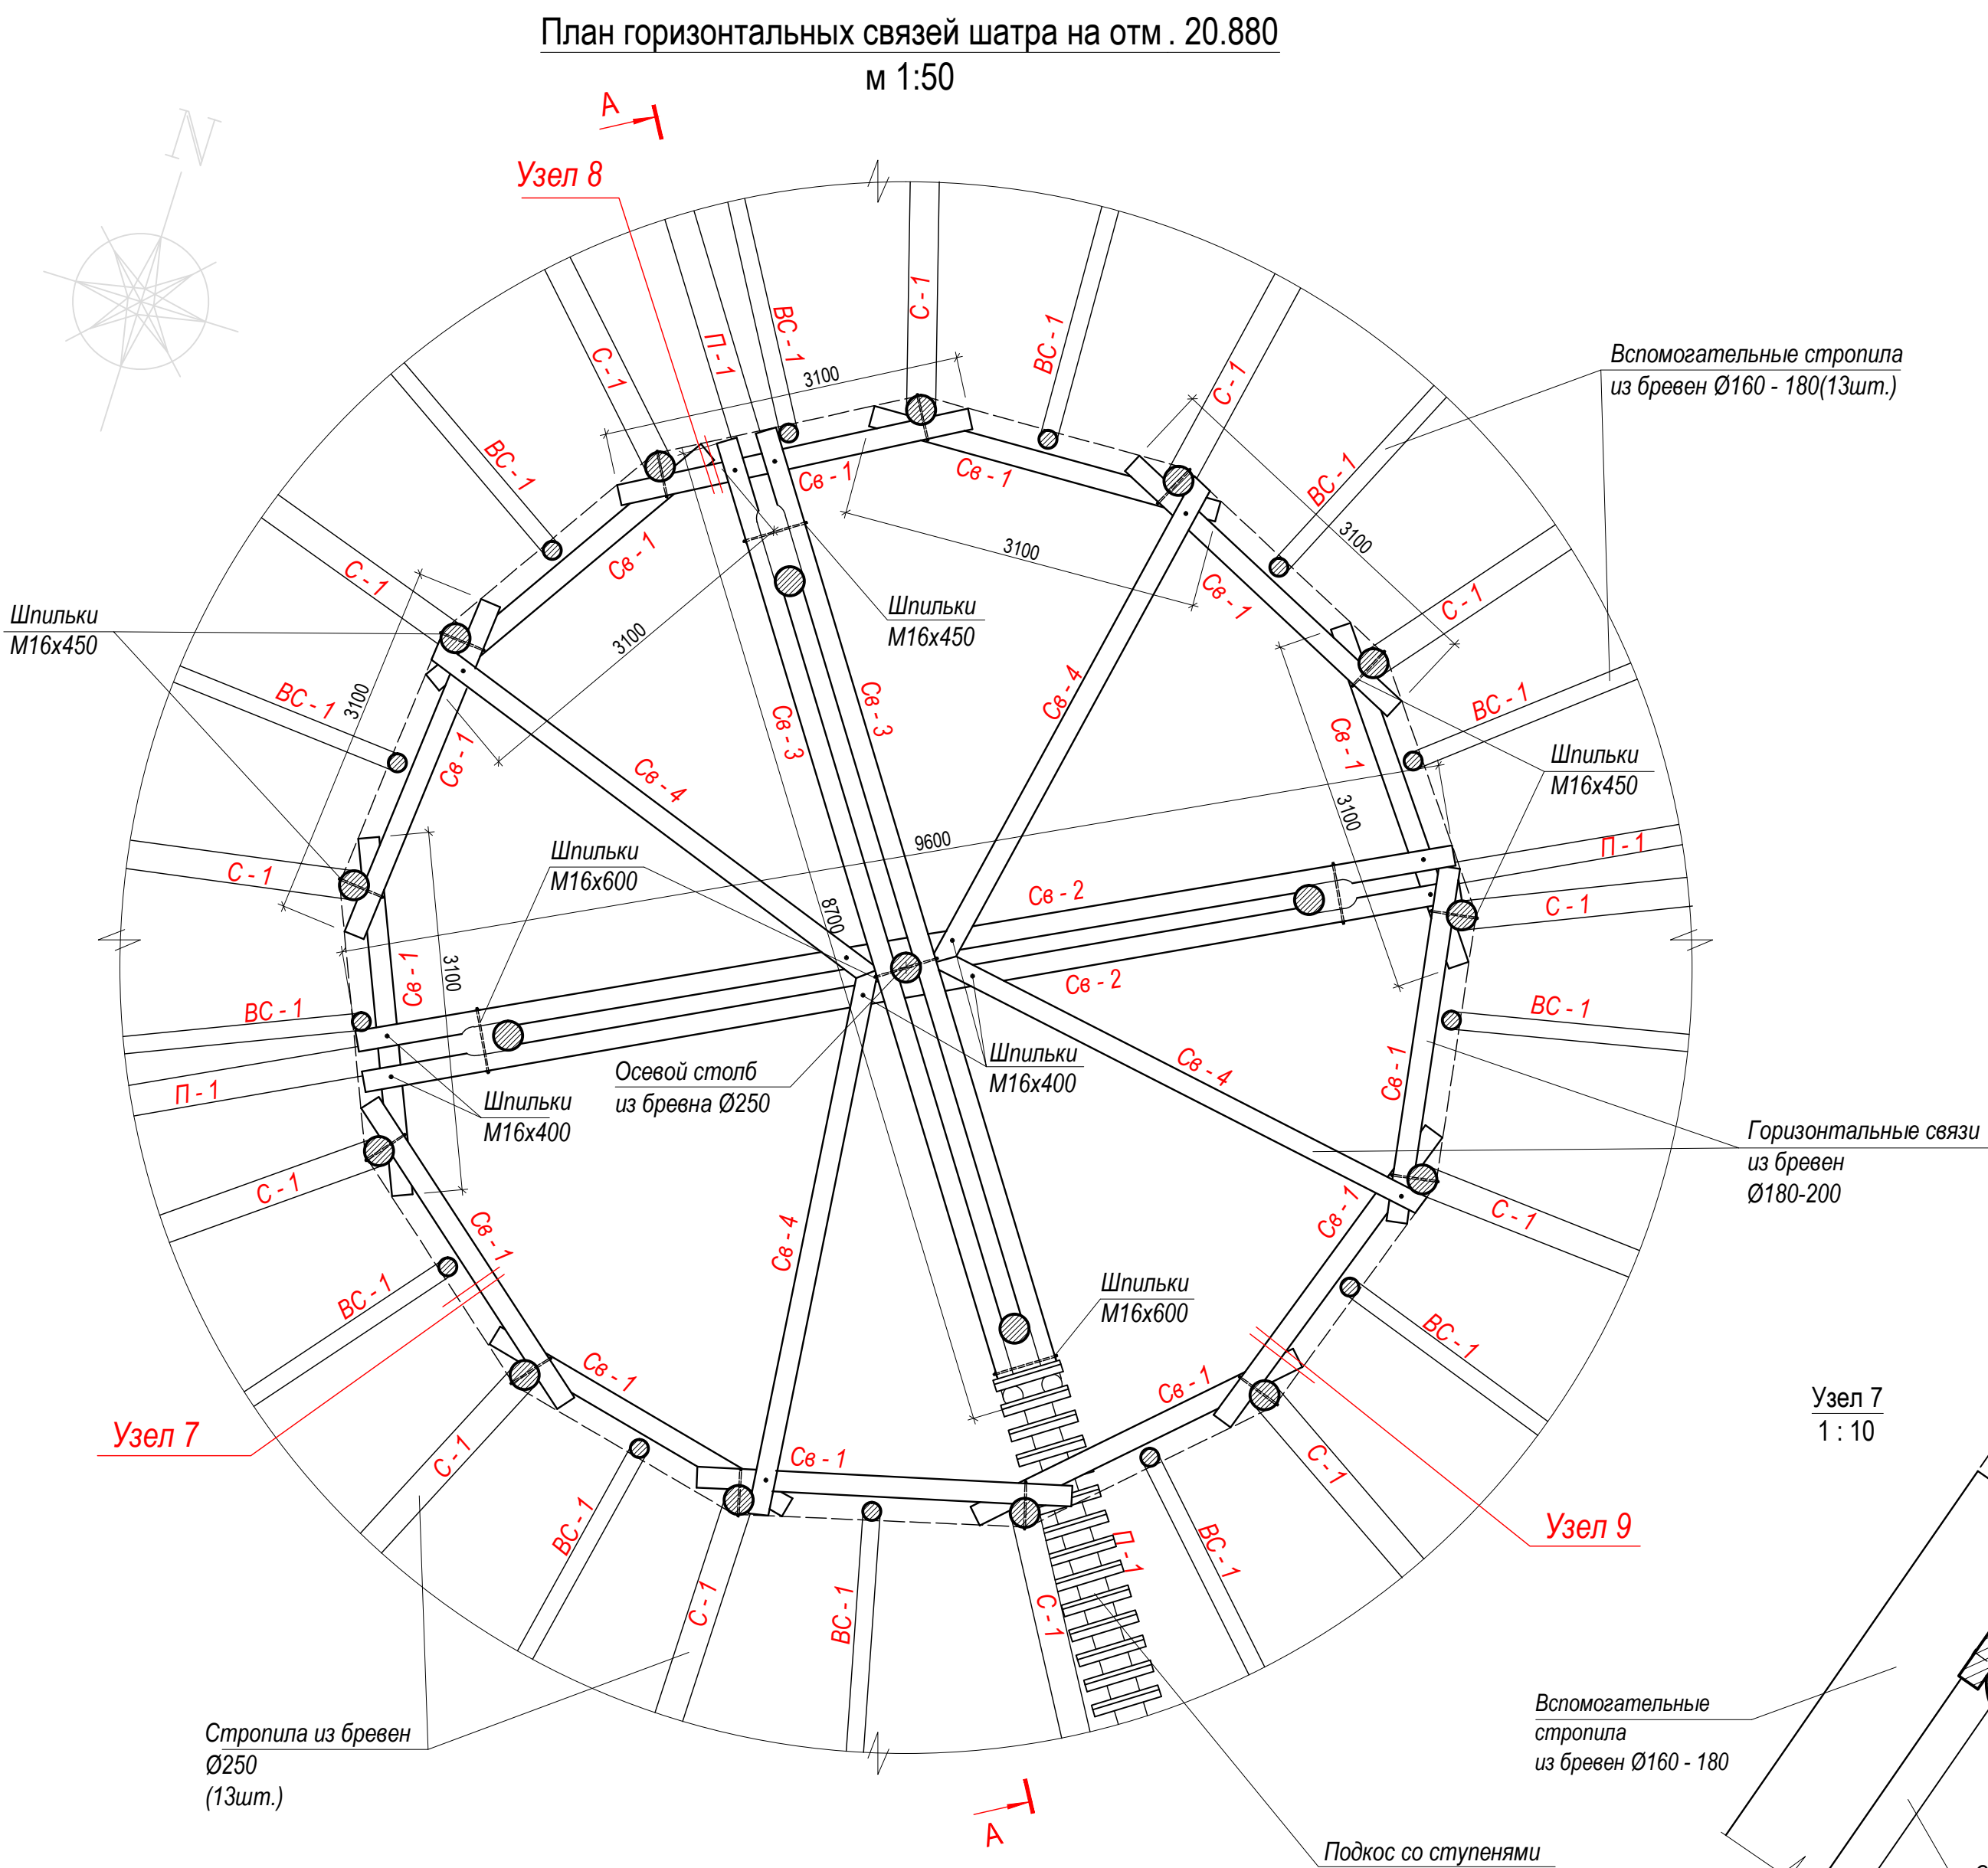 План горизонтальных связей шатра на отм . 20.880
м 1:50
А
N
Узел 8
С - 1
П - 1
ВС - 1
3100
С - 1
ВС - 1
С - 1
Вспомогательные стропила
из бревен Ø160 - 180(13шт.)
ВС - 1
Св - 1
Св - 1
ВС - 1
3100
3100
С - 1
Св - 1
Св - 1
С - 1
Шпильки
М16х450
Шпильки
М16х450
3100
3100
ВС - 1
Св - 1
Св - 3
Св - 3
Св - 4
Св - 4
Св - 1
ВС - 1
Шпильки
М16х450
3100
С - 1
Шпильки
М16х600
9600
П - 1
С - 1
Св - 2
8700
Св - 1
3100
Св - 2
ВС - 1
ВС - 1
П - 1
Осевой столб
из бревна Ø250
Шпильки
М16х400
Шпильки
М16х400
Св - 4
Св - 1
Горизонтальные связи
из бревен
Ø180-200
С - 1
Св - 1
Св - 4
Св - 1
С - 1
ВС - 1
Шпильки
М16х600
ВС - 1
Св - 1
Св - 1
Узел 7
1 : 10
Узел 7
С - 1
Св - 1
С - 1
Узел 9
ВС - 1
ВС - 1
П - 1
С - 1
ВС - 1
С - 1
Стропила из бревен
Ø250
(13шт.)
Вспомогательные
стропила
из бревен Ø160 - 180
А
Подкос со ступенями